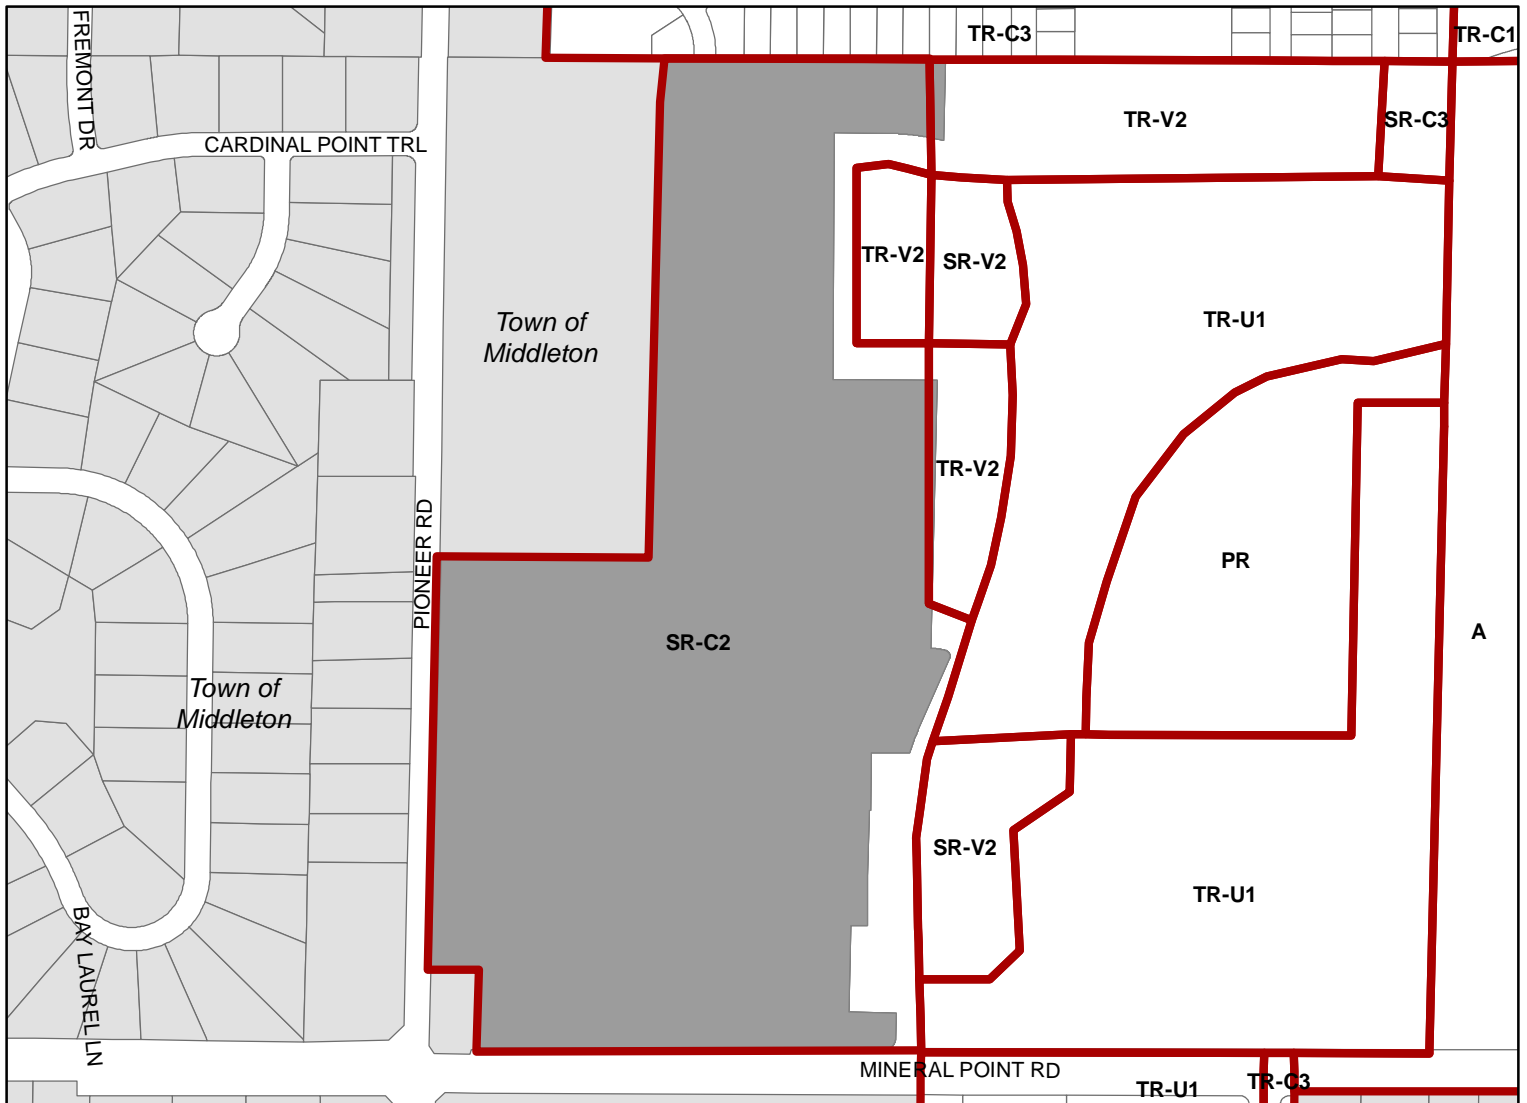 TR-C3
TR-C1
FREMONT DR
CARDINAL POINT TRL
TR-V2
SR-C3
TR-V2
SR-V2
Town of
Middleton
TR-U1
TR-V2
PIONEER RD
PR
SR-C2
A
Town of
Middleton
SR-V2
TR-U1
BAY LAUREL LN
MINERAL POINT RD
TR-U1
TR-C3